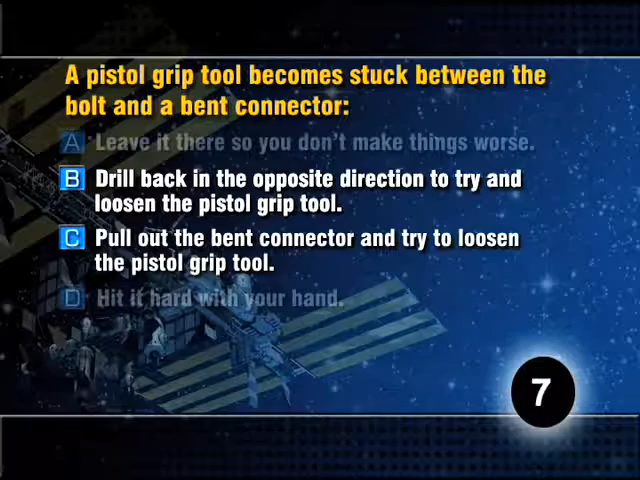 A pistol grip tool becomes stuck between the
bolt and a bent connector:
A Leave it there so you don't make things worse.
B Drill back in the opposite direction to try and
loosen the pistol grip tool.
C Pull out the bent connector and try to loosen
the pistol grip tool.
D Hit it hard with your hand.
7